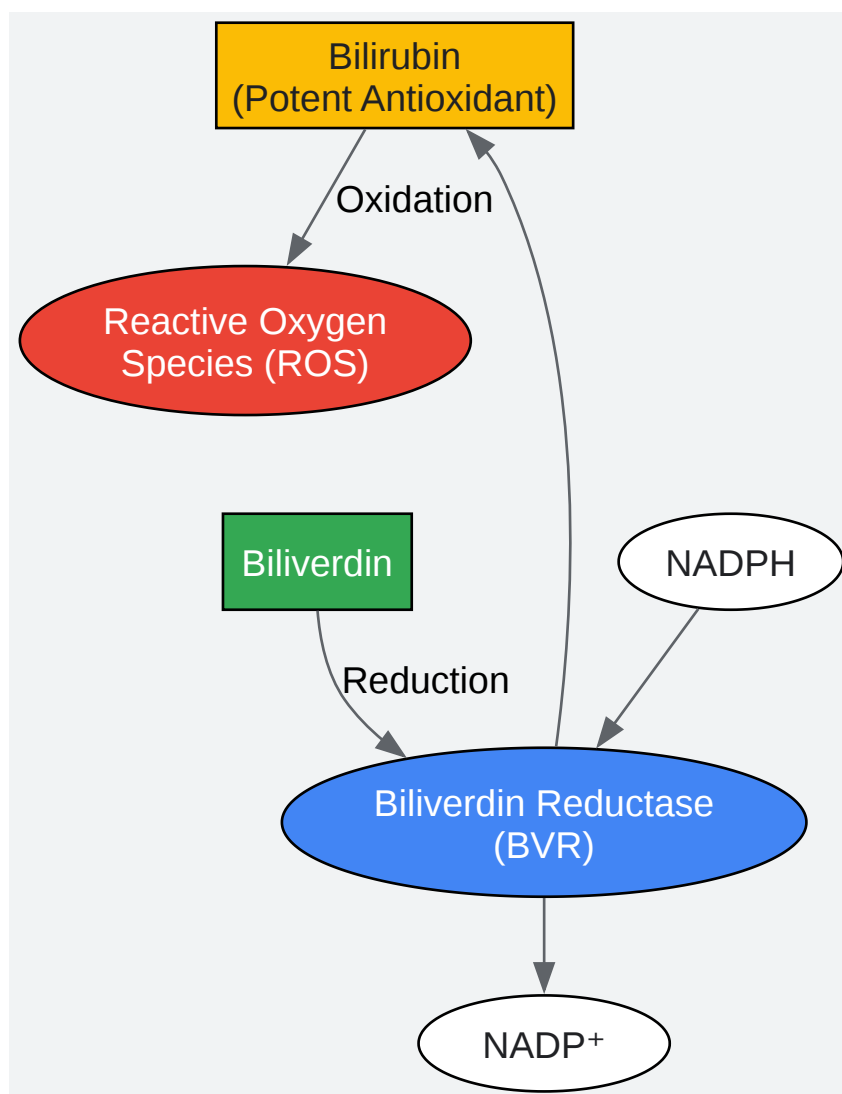 Bilirubin
(Potent Antioxidant)
Oxidation
Reactive Oxygen
Species (ROS)
Biliverdin
NADPH
Reduction
Biliverdin Reductase
(BVR)
NADP⁺